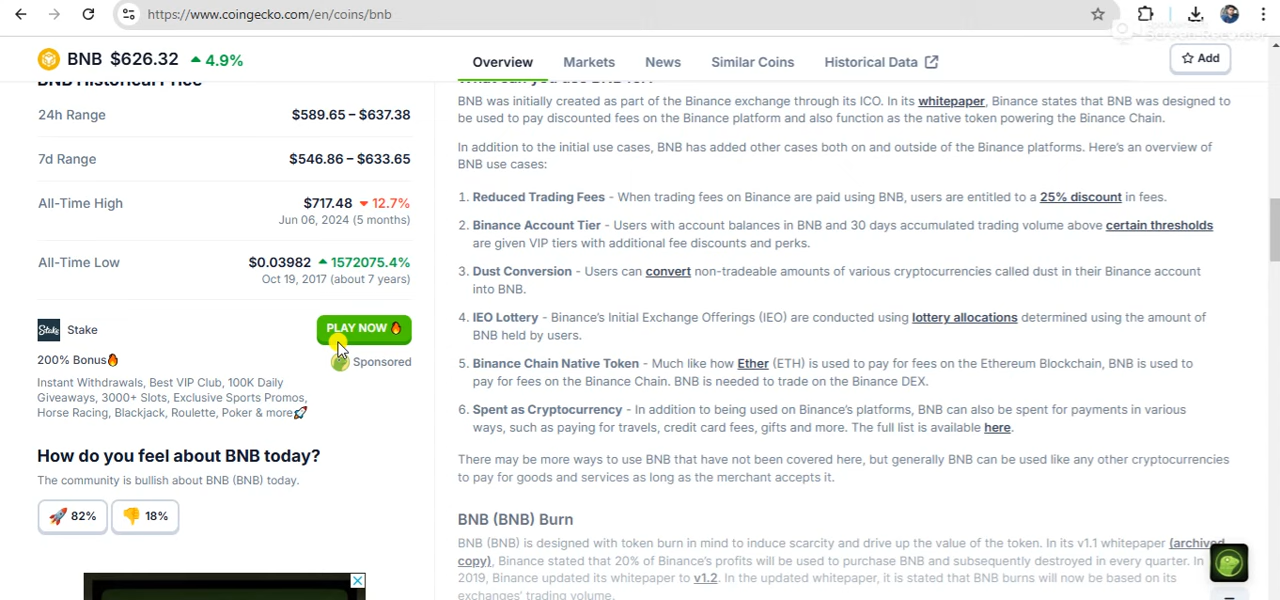 https://www.coingecko.com/en/coins/bnb
BNB $626.32 4.9%
Overview Markets News Similar Coins Historical Data
Add
BNB Historical Price
24h Range $589.65 – $637.38
7d Range $546.86 – $633.65
All-Time High $717.48 12.7%
Jun 06, 2024 (5 months)
All-Time Low $0.03982 1572075.4%
Oct 19, 2017 (about 7 years)
Stake
Stake PLAY NOW🔥
200% Bonus🔥 Sponsored
Instant Withdrawals, Best VIP Club, 100K Daily
Giveaways, 3000+ Slots, Exclusive Sports Promos,
Horse Racing, Blackjack, Roulette, Poker & more🚀
How do you feel about BNB today?
The community is bullish about BNB (BNB) today.
🚀 82% 👎 18%
What can you use BNB for?
BNB was initially created as part of the Binance exchange through its ICO. In its whitepaper, Binance states that BNB was designed to
be used to pay discounted fees on the Binance platform and also function as the native token powering the Binance Chain.
In addition to the initial use cases, BNB has added other cases both on and outside of the Binance platforms. Here's an overview of
BNB use cases:
1. Reduced Trading Fees - When trading fees on Binance are paid using BNB, users are entitled to a 25% discount in fees.
2. Binance Account Tier - Users with account balances in BNB and 30 days accumulated trading volume above certain thresholds
are given VIP tiers with additional fee discounts and perks.
3. Dust Conversion - Users can convert non-tradeable amounts of various cryptocurrencies called dust in their Binance account
into BNB.
4. IEO Lottery - Binance's Initial Exchange Offerings (IEO) are conducted using lottery allocations determined using the amount of
BNB held by users.
5. Binance Chain Native Token - Much like how Ether (ETH) is used to pay for fees on the Ethereum Blockchain, BNB is used to
pay for fees on the Binance Chain. BNB is needed to trade on the Binance DEX.
6. Spent as Cryptocurrency - In addition to being used on Binance's platforms, BNB can also be spent for payments in various
ways, such as paying for travels, credit card fees, gifts and more. The full list is available here.
There may be more ways to use BNB that have not been covered here, but generally BNB can be used like any other cryptocurrencies
to pay for goods and services as long as the merchant accepts it.
BNB (BNB) Burn
BNB (BNB) is designed with token burn in mind to induce scarcity and drive up the value of the token. In its v1.1 whitepaper (archived
copy), Binance stated that 20% of Binance's profits will be used to purchase BNB and subsequently destroyed in every quarter. In
2019, Binance updated its whitepaper to v1.2. In the updated whitepaper, it is stated that BNB burns will now be based on its
exchanges' trading volume.